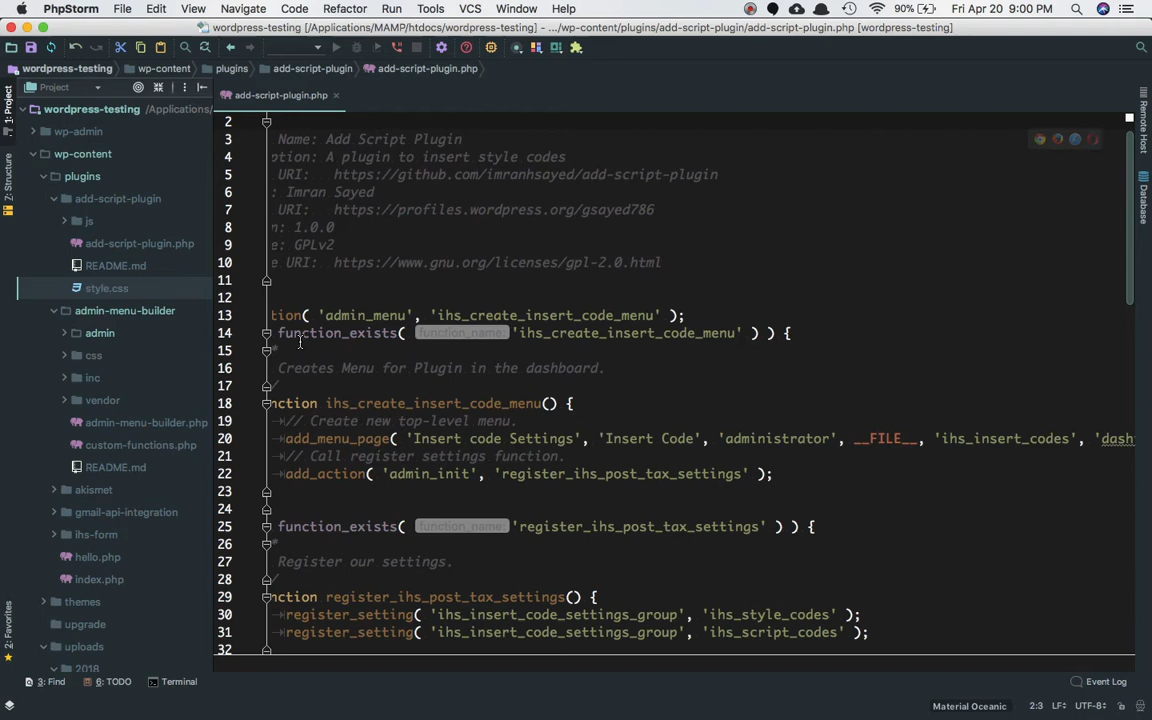 PhpStorm File Edit View Navigate Code Refactor Run Tools VCS Window Help 90% Fri Apr 20 9:00 PM
wordpress-testing [/Applications/MAMP/htdocs/wordpress-testing] - .../wp-content/plugins/add-script-plugin/add-script-plugin.php [wordpress-testing]
wordpress-testing wp-content plugins add-script-plugin add-script-plugin.php
Project
add-script-plugin.php
1: Project
Z: Structure
2: Favorites
wordpress-testing /Applications/
wp-admin
wp-content
plugins
add-script-plugin
js
add-script-plugin.php
README.md
style.css
admin-menu-builder
admin
css
inc
vendor
admin-menu-builder.php
custom-functions.php
README.md
akismet
gmail-api-integration
ihs-form
hello.php
index.php
themes
upgrade
uploads
2018
2
3 Name: Add Script Plugin
4 ption: A plugin to insert style codes
5 URI: https://github.com/imranhsayed/add-script-plugin
6 : Imran Sayed
7 URI: https://profiles.wordpress.org/gsayed786
8 n: 1.0.0
9 e: GPLv2
10 e URI: https://www.gnu.org/licenses/gpl-2.0.html
11
12
13 tion( 'admin_menu', 'ihs_create_insert_code_menu' );
14 function_exists( function_name: 'ihs_create_insert_code_menu' ) ) {
15 *
16 Creates Menu for Plugin in the dashboard.
17 /
18 nction ihs_create_insert_code_menu() {
19 // Create new top-level menu.
20 add_menu_page( 'Insert code Settings', 'Insert Code', 'administrator', __FILE__, 'ihs_insert_codes', 'dash
21 // Call register settings function.
22 add_action( 'admin_init', 'register_ihs_post_tax_settings' );
23
24
25 function_exists( function_name: 'register_ihs_post_tax_settings' ) ) {
26 *
27 Register our settings.
28 /
29 nction register_ihs_post_tax_settings() {
30 register_setting( 'ihs_insert_code_settings_group', 'ihs_style_codes' );
31 register_setting( 'ihs_insert_code_settings_group', 'ihs_script_codes' );
32
Remote Host
Database
3: Find 6: TODO Terminal Event Log
Material Oceanic 2:3 LF÷ UTF-8÷